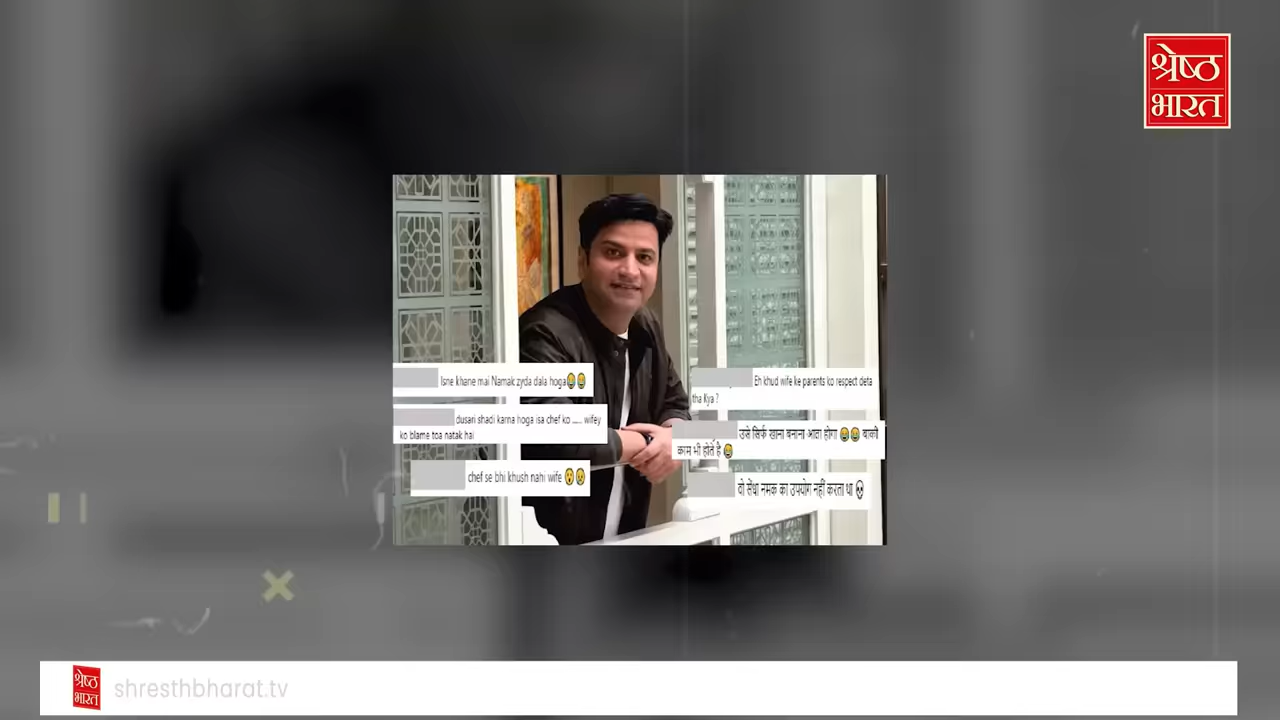 श्रेष्ठ
भारत
Isne khane mai Namak zyda dala hoga😂😂
dusari shadi karna hoga isa chef ko ..... wifey
ko blame toa natak hai
chef se bhi khush nahi wife 😲😢
Eh khud wife ke parents ko respect deta
tha Kya ?
उसे सिर्फ खाना बनाना आता होगा 😂😂 बाकी
काम भी होते है 😂
वो सेंधा नमक का उपयोग नहीं करता था 💀
श्रेष्ठ
भारत
shresthbharat.tv